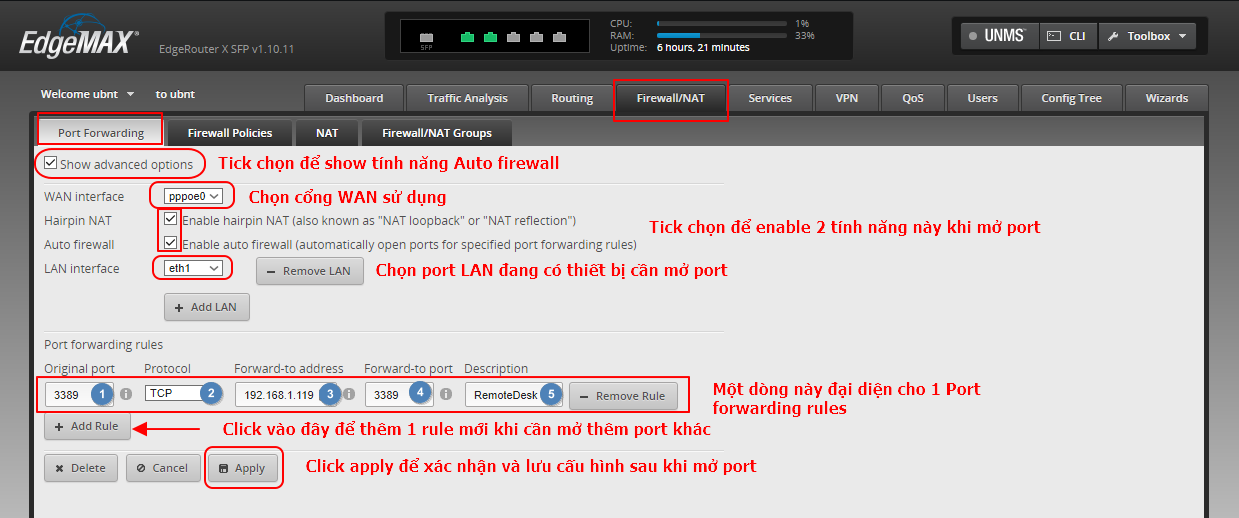 EdgeMAX®
EdgeRouter X SFP v1.10.11
SFP
CPU: 1%
RAM: 33%
Uptime: 6 hours, 21 minutes
UNMS™
CLI
Toolbox
Welcome ubnt
to ubnt
Dashboard
Traffic Analysis
Routing
Firewall/NAT
Services
VPN
QoS
Users
Config Tree
Wizards
Port Forwarding
Firewall Policies
NAT
Firewall/NAT Groups
Show advanced options
Tick chọn để show tính năng Auto firewall
WAN interface
pppoe0
Chọn cổng WAN sử dụng
Hairpin NAT
Enable hairpin NAT (also known as "NAT loopback" or "NAT reflection")
Tick chọn để enable 2 tính năng này khi mở port
Auto firewall
Enable auto firewall (automatically open ports for specified port forwarding rules)
LAN interface
eth1
− Remove LAN
Chọn port LAN đang có thiết bị cần mở port
+ Add LAN
Port forwarding rules
Original port
Protocol
Forward-to address
Forward-to port
Description
3389 1
TCP 2
192.168.1.119 3
3389 4
RemoteDesk 5
− Remove Rule
Một dòng này đại diện cho 1 Port
forwarding rules
+ Add Rule
Click vào đây để thêm 1 rule mới khi cần mở thêm port khác
Delete
Cancel
Apply
Click apply để xác nhận và lưu cấu hình sau khi mở port